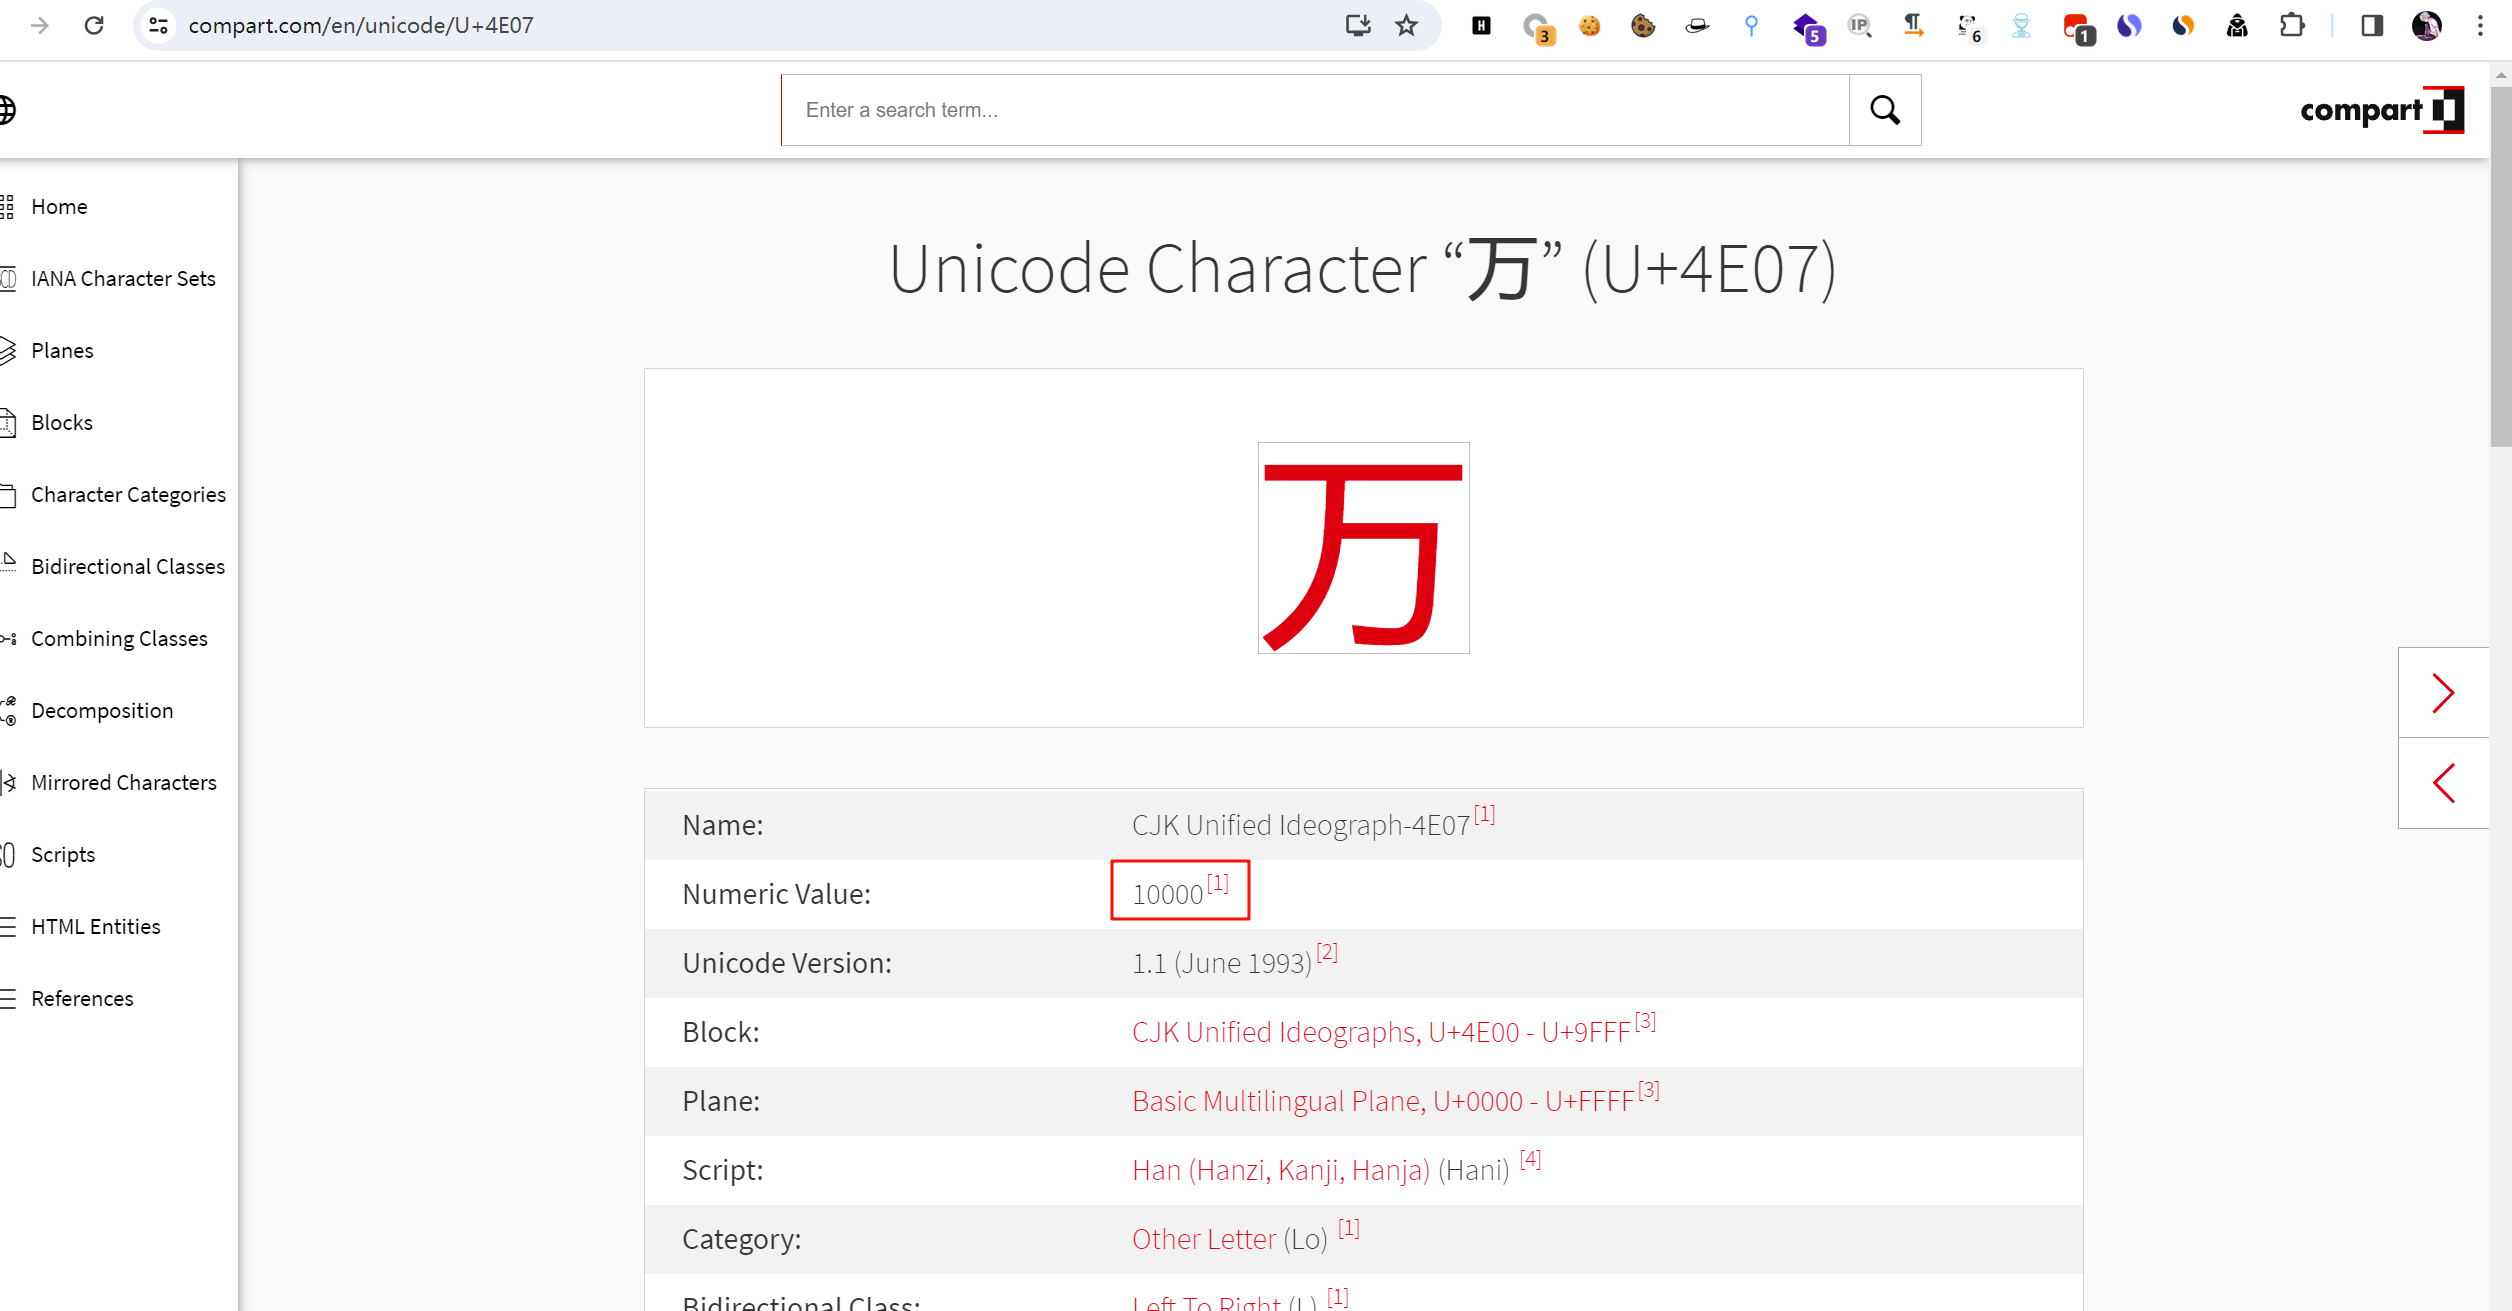 compart.com/en/unicode/U+4E07
H
3
5
IP
6
1
Enter a search term...
compart
Home
IANA Character Sets
Planes
Blocks
Character Categories
Bidirectional Classes
Combining Classes
Decomposition
Mirrored Characters
Scripts
HTML Entities
References
Unicode Character “万” (U+4E07)
万
Name: CJK Unified Ideograph-4E07[1]
Numeric Value: 10000[1]
Unicode Version: 1.1 (June 1993)[2]
Block: CJK Unified Ideographs, U+4E00 - U+9FFF[3]
Plane: Basic Multilingual Plane, U+0000 - U+FFFF[3]
Script: Han (Hanzi, Kanji, Hanja) (Hani) [4]
Category: Other Letter (Lo) [1]
Bidirectional Class: Left To Right (L) [1]